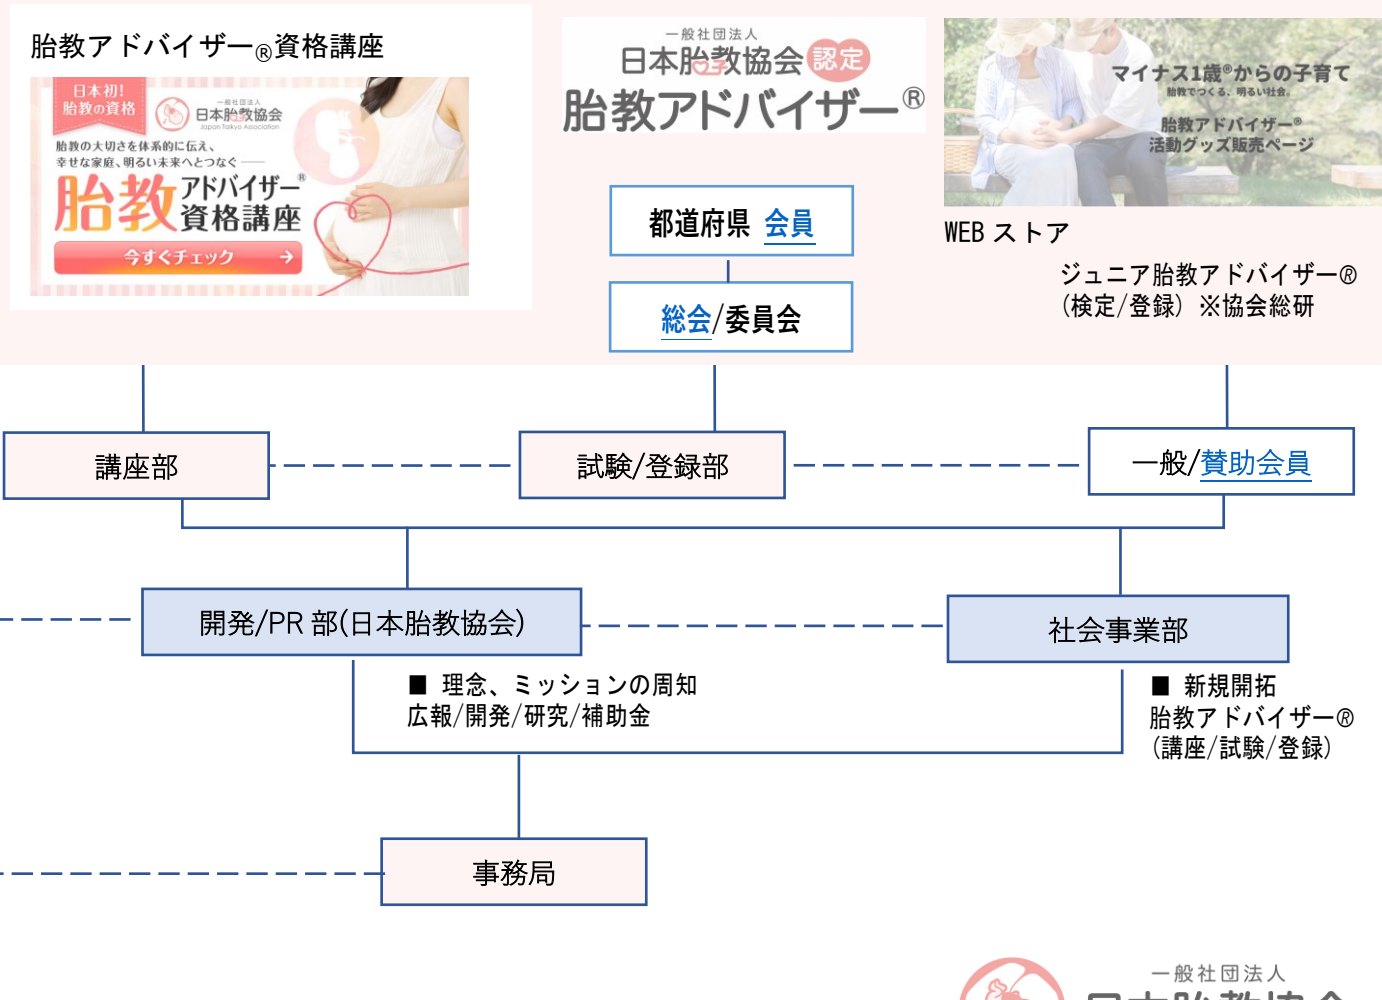 胎教アドバイザー®資格講座
日本初!
胎教の資格
一般社団法人
日本胎教協会
Japan Taikyo Association
胎教の大切さを体系的に伝え、
幸せな家庭、明るい未来へとつなぐ
胎教アドバイザー®
資格講座
今すぐチェック →
一般社団法人
日本胎教協会 認定
胎教アドバイザー®
マイナス1歳®からの子育て
胎教でつくる、明るい社会。
胎教アドバイザー®
活動グッズ販売ページ
都道府県 会員
総会/委員会
WEB ストア
ジュニア胎教アドバイザー®
(検定/登録) ※協会総研
講座部
試験/登録部
一般/賛助会員
開発/PR 部(日本胎教協会)
社会事業部
■ 理念、ミッションの周知
広報/開発/研究/補助金
■ 新規開拓
胎教アドバイザー®
(講座/試験/登録)
事務局
一般社団法人
日本胎教協会